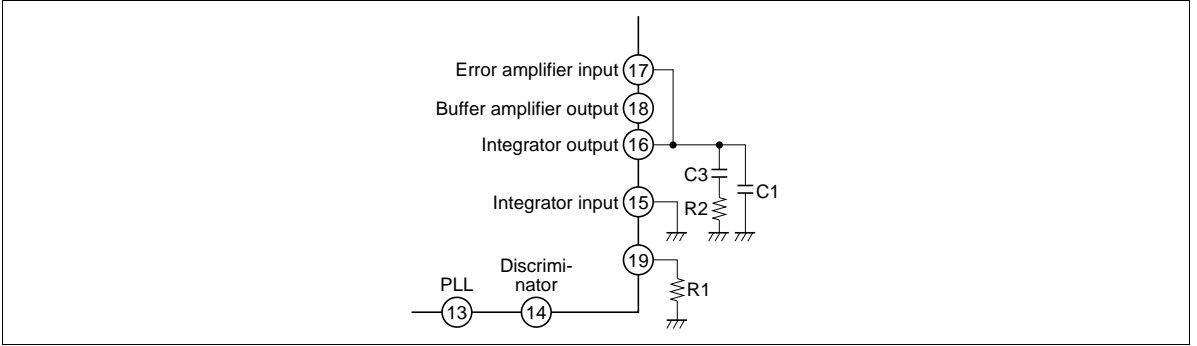 Error amplifier input 17
Buffer amplifier output 18
Integrator output 16
C3
C1
R2
Integrator input 15
19
R1
Discrimi-
nator
PLL
13
14